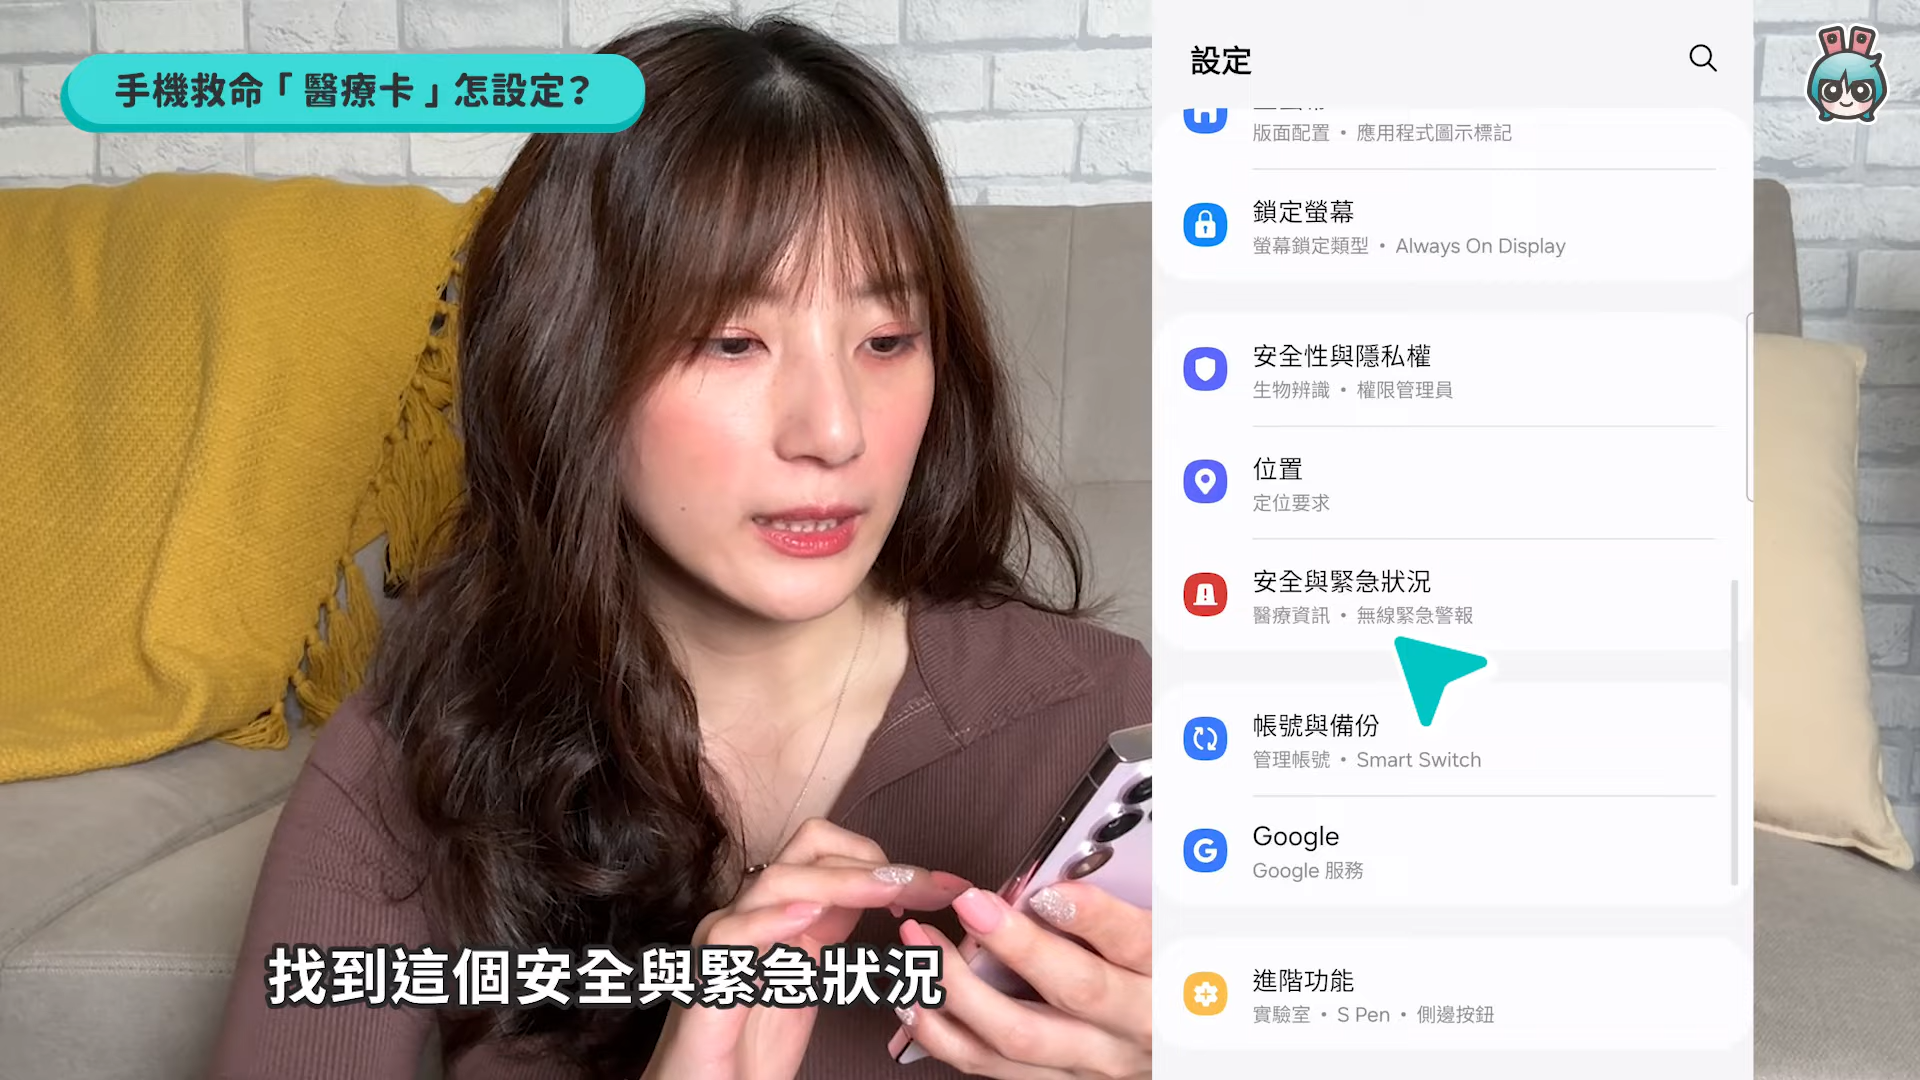 手機救命「醫療卡」怎設定?
設定
版面配置 • 應用程式圖示標記
鎖定螢幕
螢幕鎖定類型 • Always On Display
安全性與隱私權
生物辨識 • 權限管理員
位置
定位要求
安全與緊急狀況
醫療資訊 • 無線緊急警報
帳號與備份
管理帳號 • Smart Switch
Google
Google 服務
進階功能
實驗室 • S Pen • 側邊按鈕
找到這個安全與緊急狀況